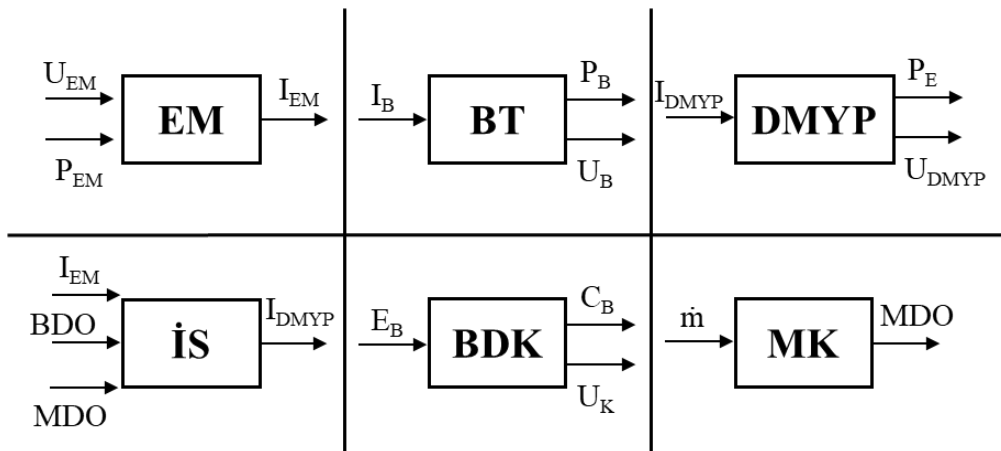 U_EM
P_EM
EM
I_EM
I_B
BT
P_B
U_B
I_DMYP
DMYP
P_E
U_DMYP
I_EM
BDO
MDO
İS
I_DMYP
E_B
BDK
C_B
U_K
ṁ
MK
MDO